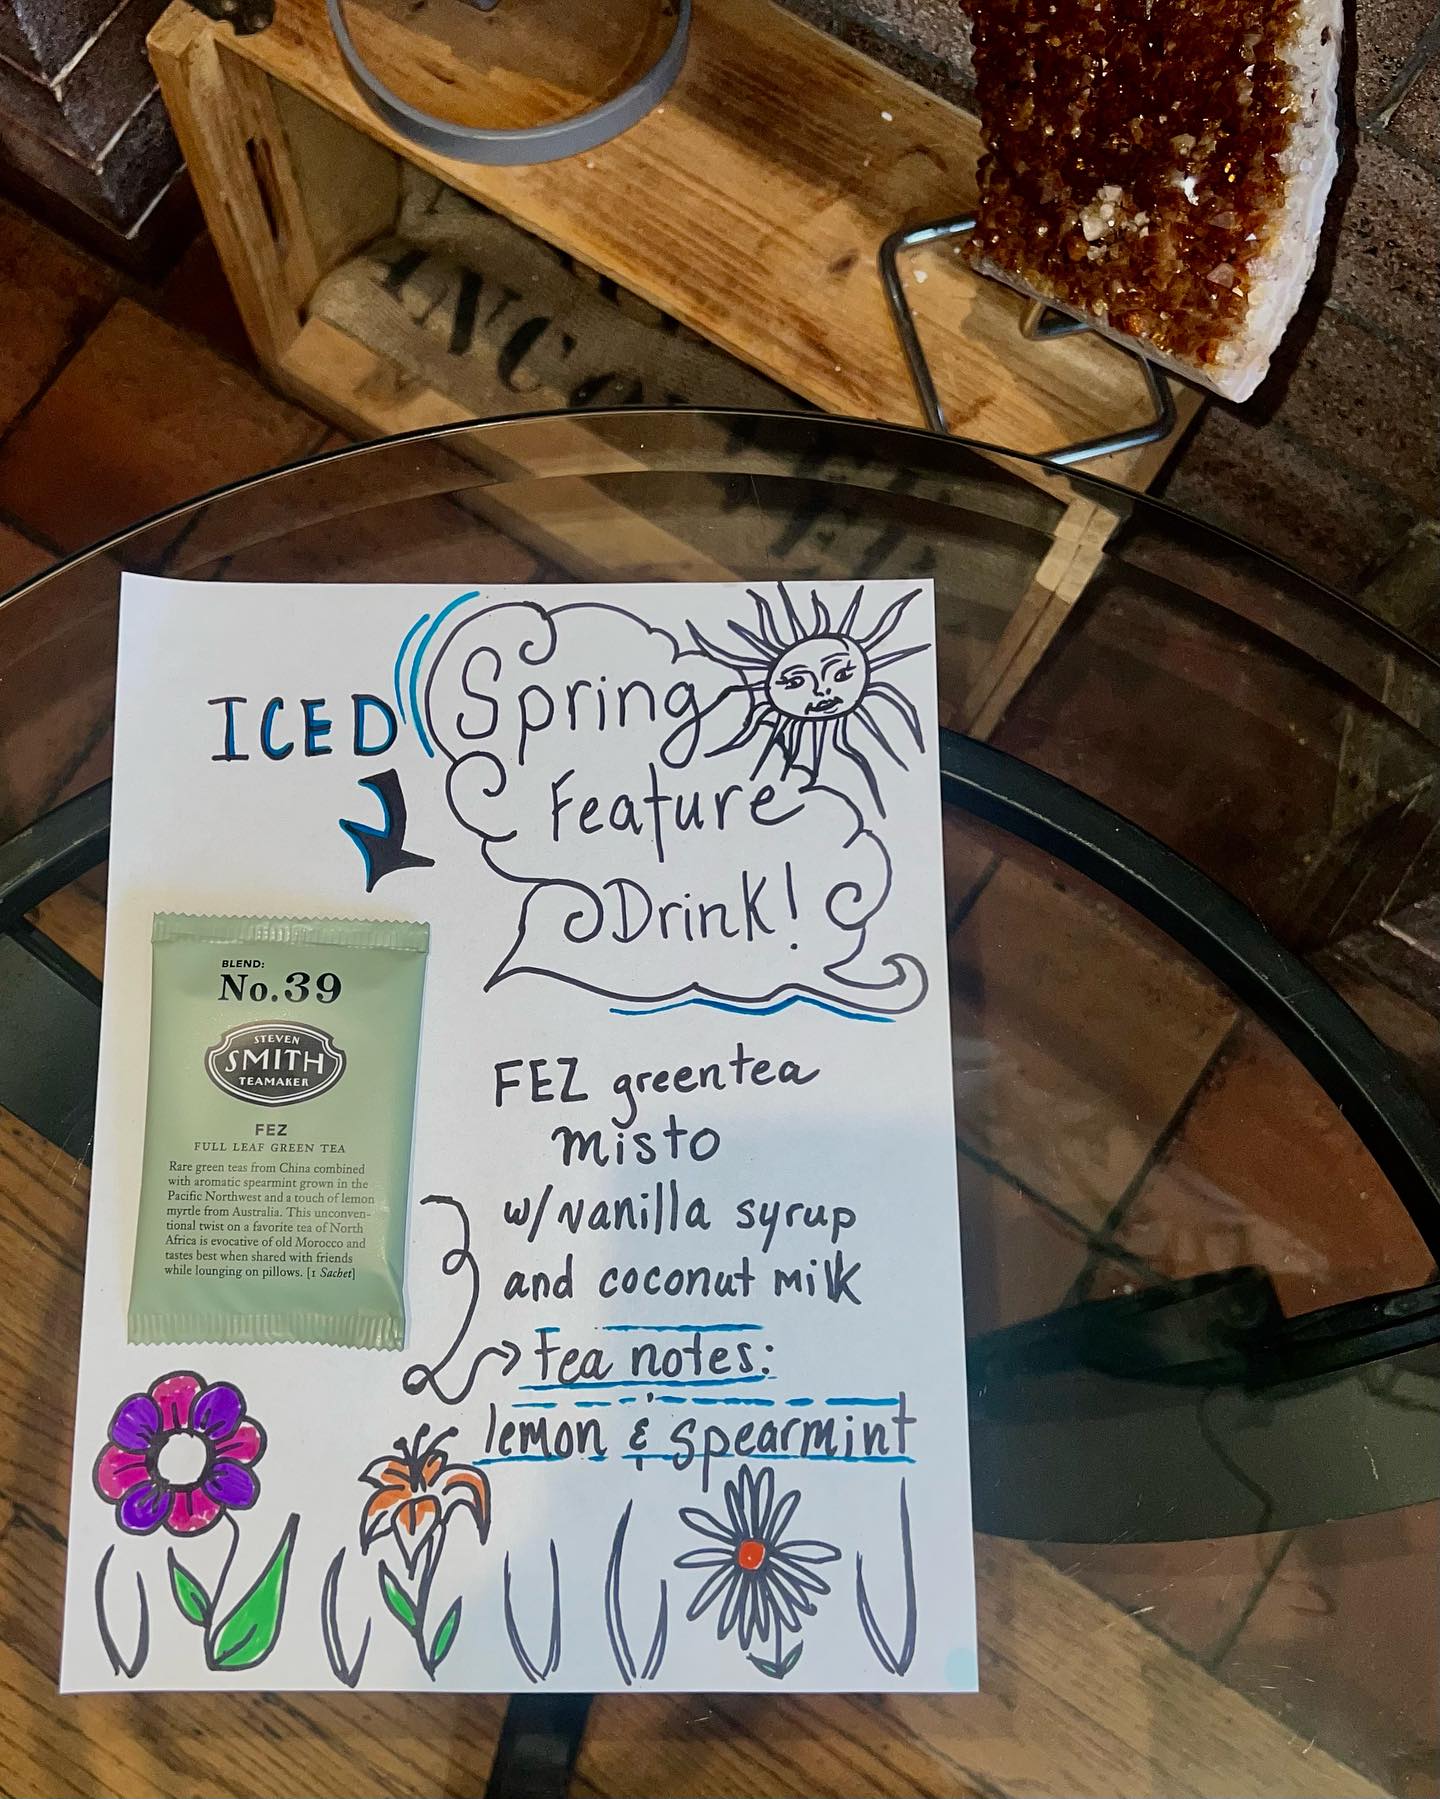 INCO
ICED
Spring
Feature
Drink!
BLEND:
No.39
STEVEN
SMITH
TEAMAKER
FEZ
FULL LEAF GREEN TEA
Rare green teas from China combined
with aromatic spearmint grown in the
Pacific Northwest and a touch of lemon
myrtle from Australia. This unconven-
tional twist on a favorite tea of North
Africa is evocative of old Morocco and
tastes best when shared with friends
while lounging on pillows. [1 Sachet]
FEZ green tea
misto
w/vanilla syrup
and coconut milk
tea notes:
lemon & spearmint